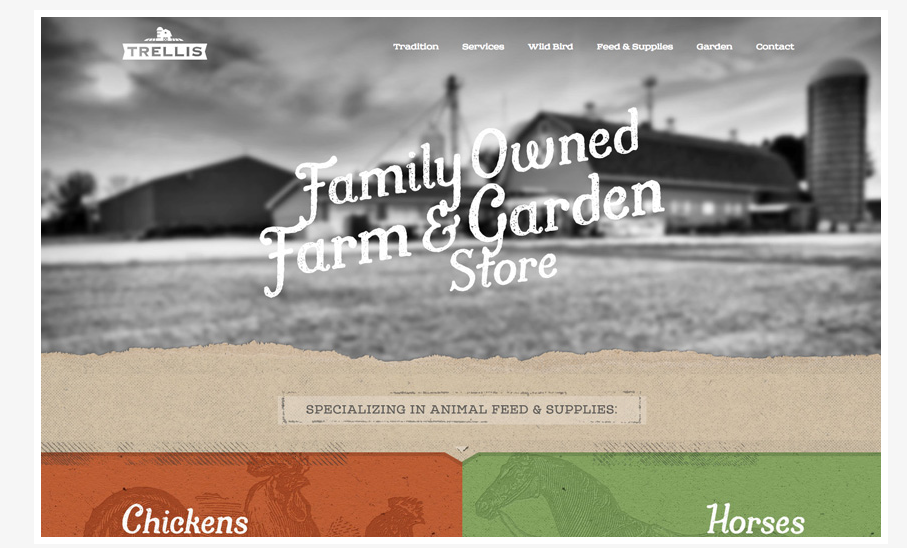 TRELLIS
Tradition Services Wild Bird Feed & Supplies Garden Contact
Family Owned
Farm & Garden
Store
SPECIALIZING IN ANIMAL FEED & SUPPLIES:
Chickens Horses